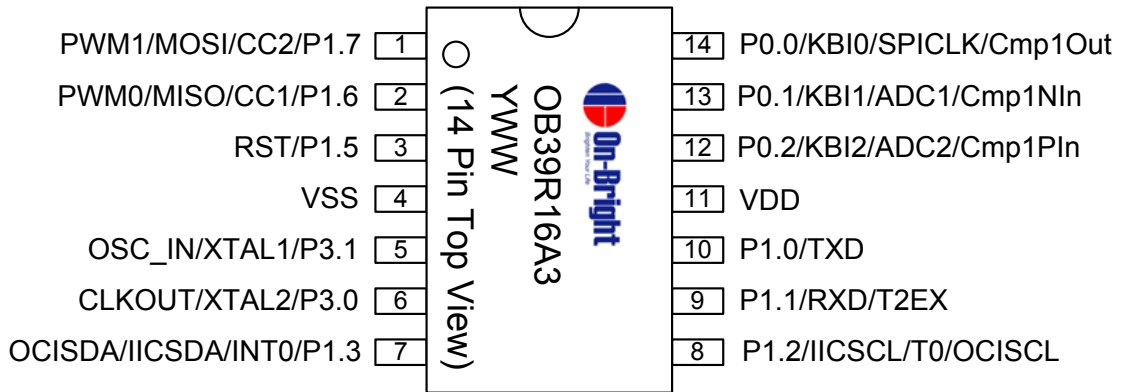 PWM1/MOSI/CC2/P1.7 1
PWM0/MISO/CC1/P1.6 2
RST/P1.5 3
VSS 4
OSC_IN/XTAL1/P3.1 5
CLKOUT/XTAL2/P3.0 6
OCISDA/IICSDA/INT0/P1.3 7
14 P0.0/KBI0/SPICLK/Cmp1Out
13 P0.1/KBI1/ADC1/Cmp1NIn
12 P0.2/KBI2/ADC2/Cmp1PIn
11 VDD
10 P1.0/TXD
9 P1.1/RXD/T2EX
8 P1.2/IICSCL/T0/OCISCL
On-Bright
Brighten Your Life
OB39R16A3
YWW
(14 Pin Top View)